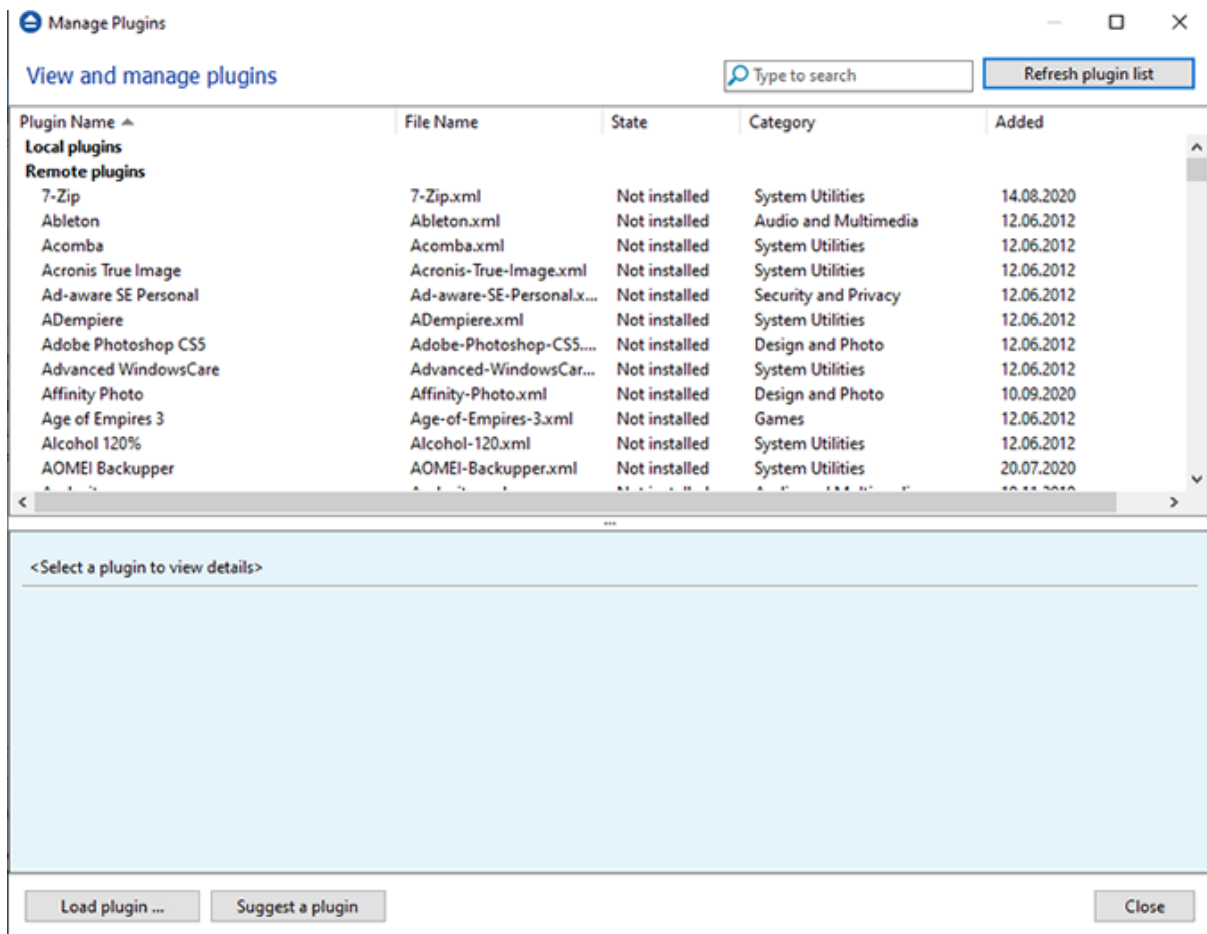 Manage Plugins
View and manage plugins Type to search Refresh plugin list
Plugin Name File Name State Category Added
Local plugins
Remote plugins
7-Zip 7-Zip.xml Not installed System Utilities 14.08.2020
Ableton Ableton.xml Not installed Audio and Multimedia 12.06.2012
Acomba Acomba.xml Not installed System Utilities 12.06.2012
Acronis True Image Acronis-True-Image.xml Not installed System Utilities 12.06.2012
Ad-aware SE Personal Ad-aware-SE-Personal.x... Not installed Security and Privacy 12.06.2012
ADempiere ADempiere.xml Not installed System Utilities 12.06.2012
Adobe Photoshop CS5 Adobe-Photoshop-CS5.... Not installed Design and Photo 12.06.2012
Advanced WindowsCare Advanced-WindowsCar... Not installed System Utilities 12.06.2012
Affinity Photo Affinity-Photo.xml Not installed Design and Photo 10.09.2020
Age of Empires 3 Age-of-Empires-3.xml Not installed Games 12.06.2012
Alcohol 120% Alcohol-120.xml Not installed System Utilities 12.06.2012
AOMEI Backupper AOMEI-Backupper.xml Not installed System Utilities 20.07.2020
<Select a plugin to view details>
Load plugin ... Suggest a plugin Close